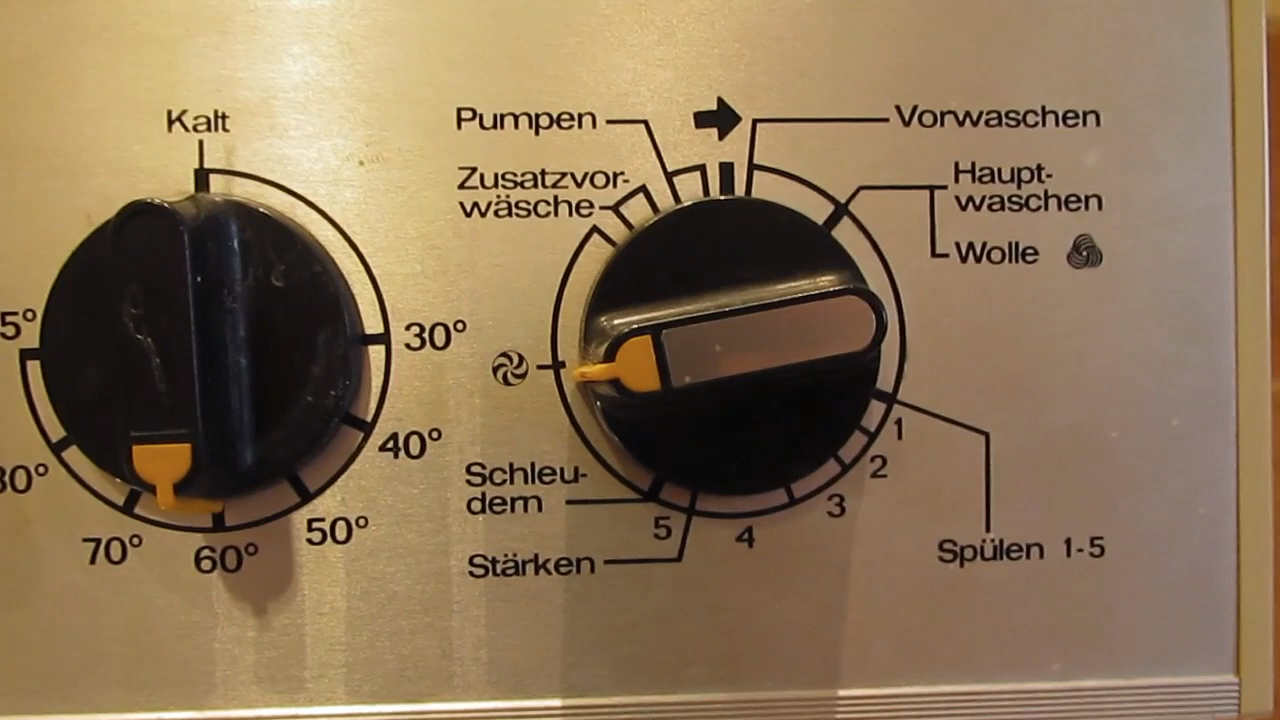 Kalt
30°
40°
50°
60°
70°
80°
5°
Pumpen
Zusatzvor-
wäsche
Schleu-
dern
Stärken
Vorwaschen
Haupt-
waschen
Wolle
1
2
3
4
5
Spülen 1-5